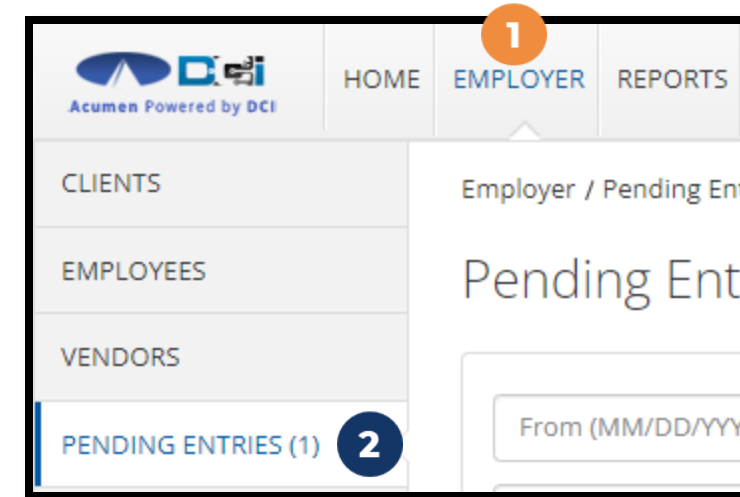 1
DCI
Acumen Powered by DCI
HOME
EMPLOYER
REPORTS
CLIENTS
Employer / Pending Ent
EMPLOYEES
Pending Ent
VENDORS
From (MM/DD/YYY
PENDING ENTRIES (1)
2